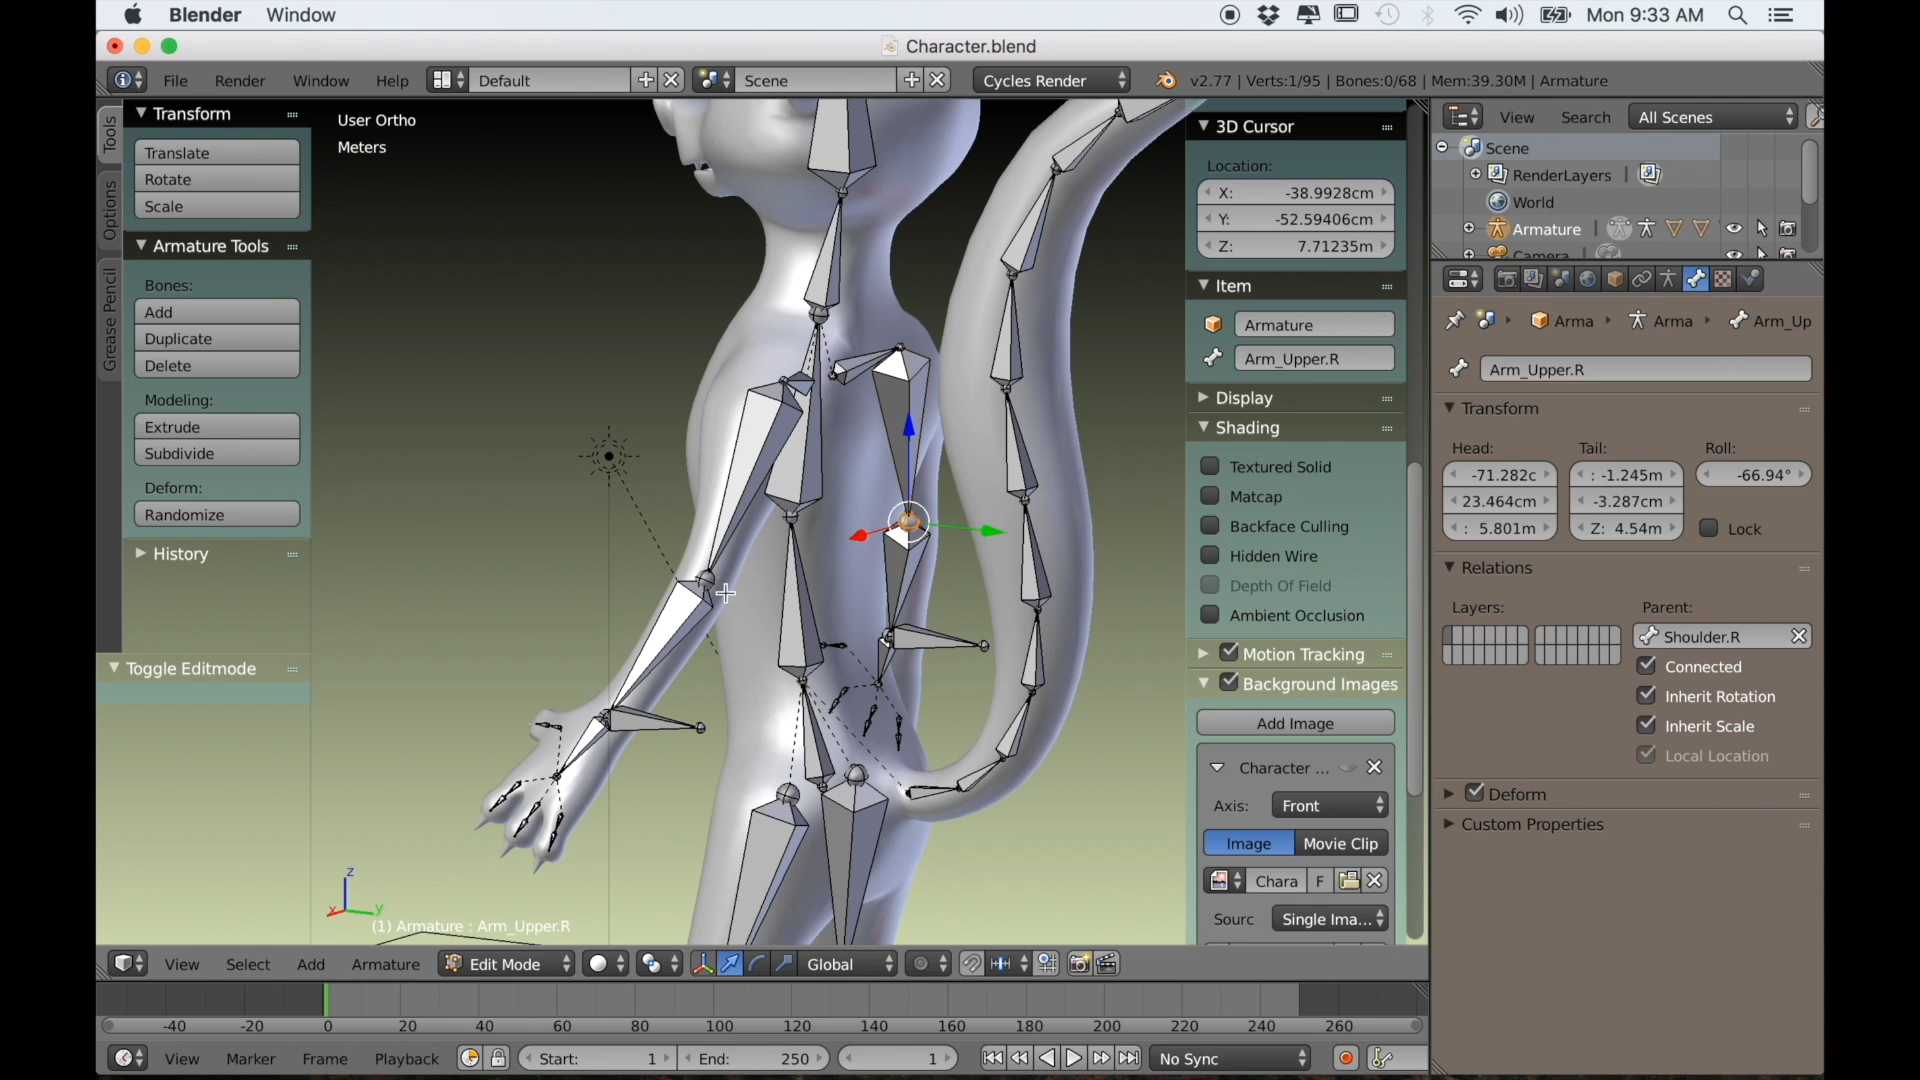 Blender Window Mon 9:33 AM
Character.blend
File Render Window Help Default Scene Cycles Render v2.77 | Verts:1/95 | Bones:0/68 | Mem:39.30M | Armature
Tools
Options
Grease Pencil
Transform
Translate
Rotate
Scale
Armature Tools
Bones:
Add
Duplicate
Delete
Modeling:
Extrude
Subdivide
Deform:
Randomize
History
Toggle Editmode
User Ortho
Meters
z
x
y
(1) Armature : Arm_Upper.R
3D Cursor
Location:
X: -38.9928cm
Y: -52.59406cm
Z: 7.71235m
Item
Armature
Arm_Upper.R
Display
Shading
Textured Solid
Matcap
Backface Culling
Hidden Wire
Depth Of Field
Ambient Occlusion
Motion Tracking
Background Images
Add Image
Character ...
Axis: Front
Image Movie Clip
Chara F
Sourc Single Ima...
View Search All Scenes
Scene
RenderLayers |
World
Armature |
Camera
Arma Arma Arm_Up
Arm_Upper.R
Transform
Head: Tail: Roll:
-71.282c : -1.245m -66.94°
23.464cm -3.287cm
: 5.801m Z: 4.54m Lock
Relations
Layers: Parent:
Shoulder.R
Connected
Inherit Rotation
Inherit Scale
Local Location
Deform
Custom Properties
View Select Add Armature Edit Mode Global
-40 -20 0 20 40 60 80 100 120 140 160 180 200 220 240 260
View Marker Frame Playback Start: 1 End: 250 1 No Sync